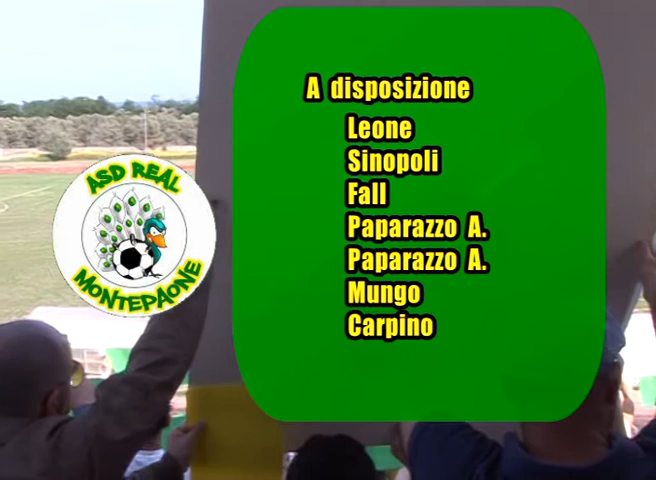 A disposizione
Leone
Sinopoli
Fall
Paparazzo A.
Paparazzo A.
Mungo
Carpino
ASD REAL
MONTEPAONE